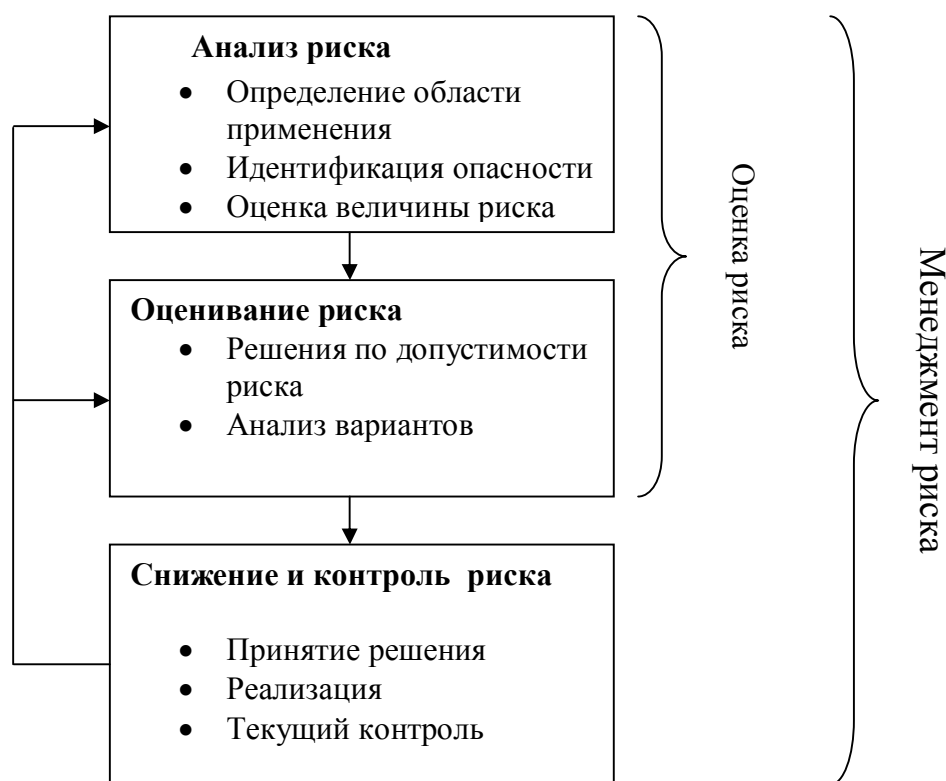 Анализ риска
• Определение области
применения
• Идентификация опасности
• Оценка величины риска
Оценивание риска
• Решения по допустимости
риска
• Анализ вариантов
Снижение и контроль риска
• Принятие решения
• Реализация
• Текущий контроль
Оценка риска
Менеджмент риска